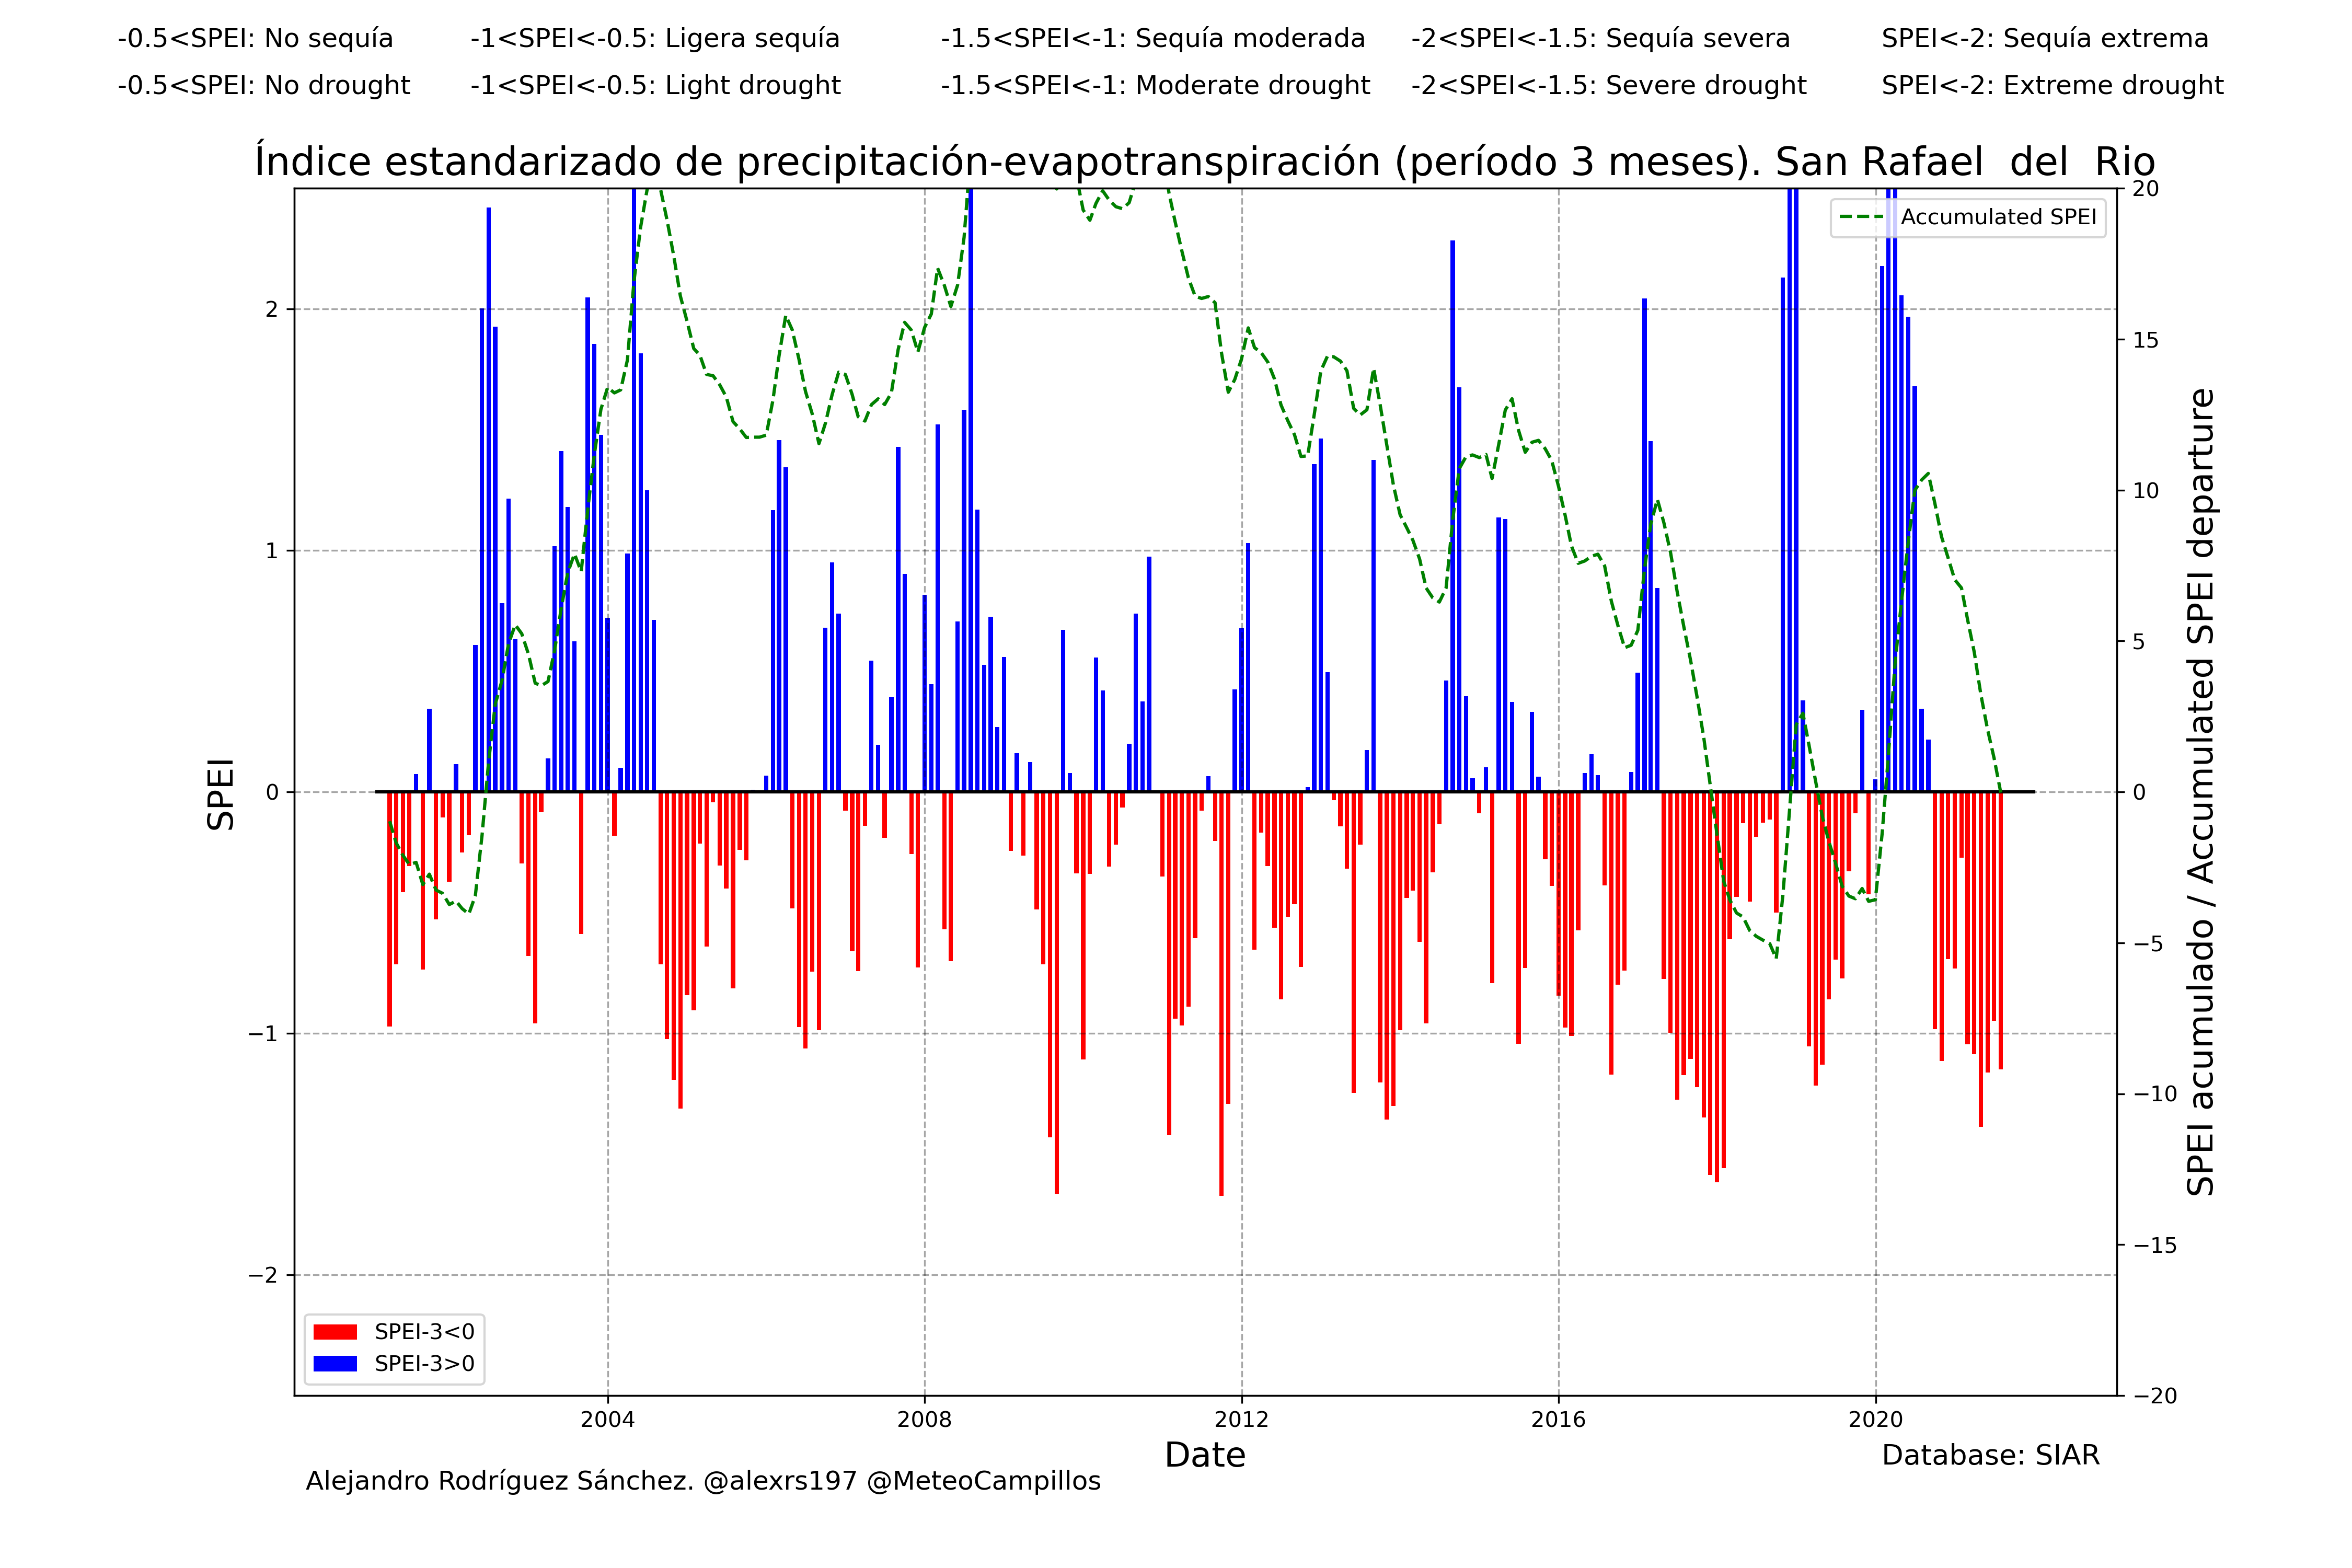 -0.5<SPEI: No sequía -1<SPEI<-0.5: Ligera sequía -1.5<SPEI<-1: Sequía moderada -2<SPEI<-1.5: Sequía severa SPEI<-2: Sequía extrema
-0.5<SPEI: No drought -1<SPEI<-0.5: Light drought -1.5<SPEI<-1: Moderate drought -2<SPEI<-1.5: Severe drought SPEI<-2: Extreme drought
Índice estandarizado de precipitación-evapotranspiración (período 3 meses). San Rafael  del  Rio
Accumulated SPEI
SPEI
2
1
0
−1
−2
20
15
10
5
0
−5
−10
−15
−20
SPEI acumulado / Accumulated SPEI departure
SPEI-3<0
SPEI-3>0
2004 2008 2012 2016 2020
Date
Database: SIAR
Alejandro Rodríguez Sánchez. @alexrs197 @MeteoCampillos